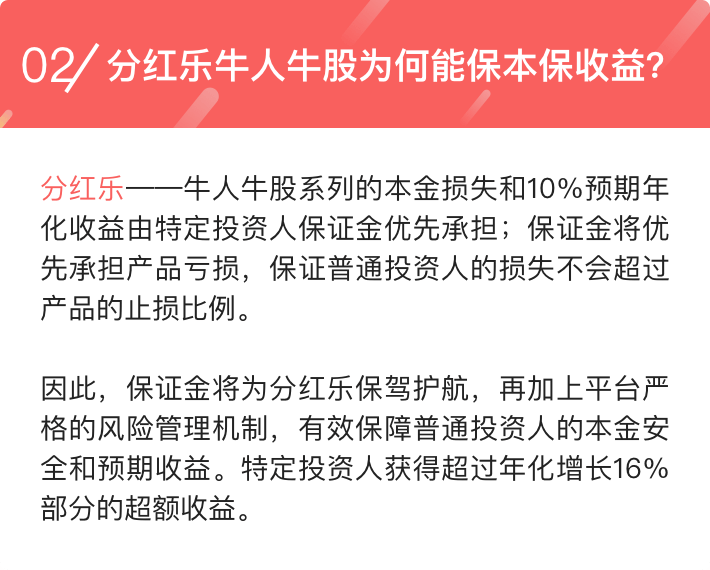 02/ 分红乐牛人牛股为何能保本保收益?
分红乐——牛人牛股系列的本金损失和10%预期年
化收益由特定投资人保证金优先承担；保证金将优
先承担产品亏损，保证普通投资人的损失不会超过
产品的止损比例。
因此，保证金将为分红乐保驾护航，再加上平台严
格的风险管理机制，有效保障普通投资人的本金安
全和预期收益。特定投资人获得超过年化增长16%
部分的超额收益。